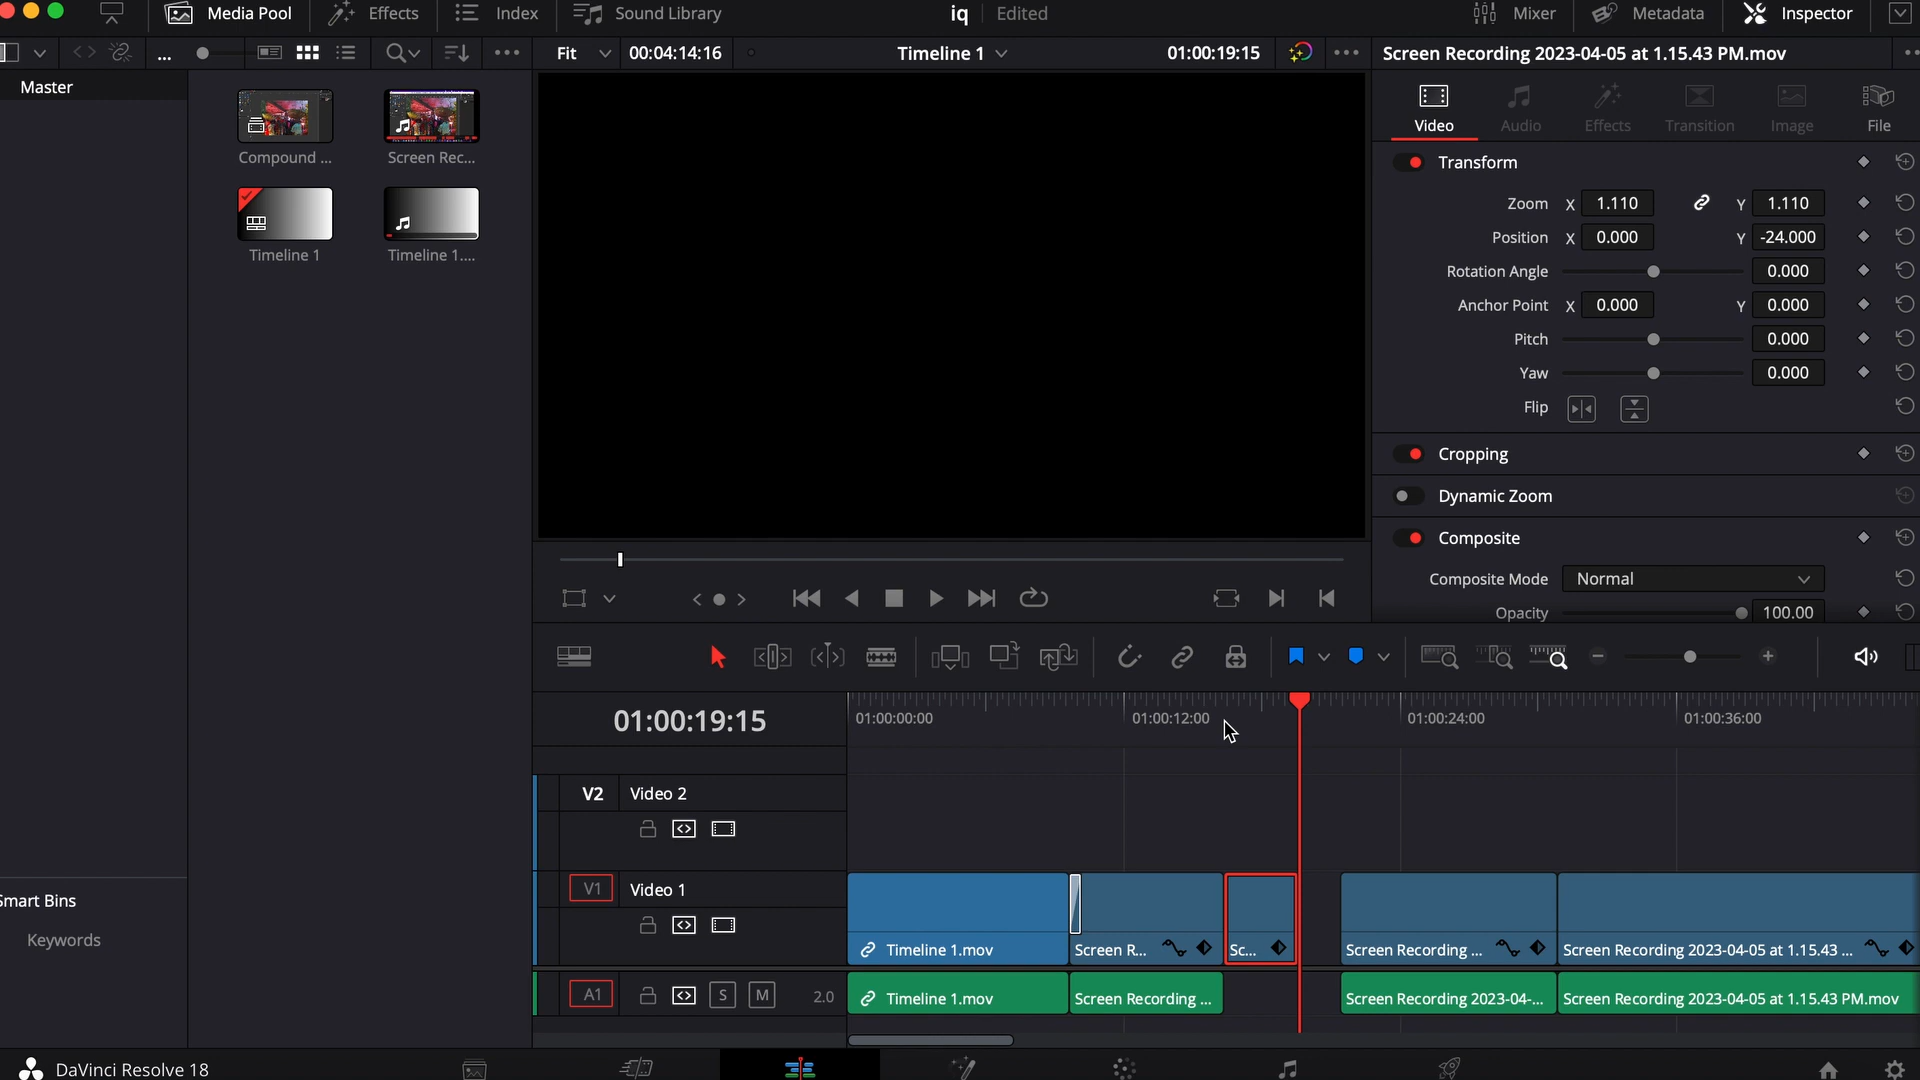 Media Pool
Effects
Index
Sound Library
iq
Edited
Mixer
Metadata
Inspector
...
Fit
00:04:14:16
Timeline 1
01:00:19:15
Screen Recording 2023-04-05 at 1.15.43 PM.mov
Master
Compound ...
Screen Rec...
Timeline 1
Timeline 1....
Video
Audio
Effects
Transition
Image
File
Transform
Zoom X 1.110 Y 1.110
Position X 0.000 Y -24.000
Rotation Angle 0.000
Anchor Point X 0.000 Y 0.000
Pitch 0.000
Yaw 0.000
Flip
Cropping
Dynamic Zoom
Composite
Composite Mode Normal
Opacity 100.00
01:00:19:15
01:00:00:00
01:00:12:00
01:00:24:00
01:00:36:00
V2 Video 2
V1 Video 1
Timeline 1.mov
Screen R...
Sc...
Screen Recording ...
Screen Recording 2023-04-05 at 1.15.43 ...
A1 S M 2.0
Timeline 1.mov
Screen Recording ...
Screen Recording 2023-04-...
Screen Recording 2023-04-05 at 1.15.43 PM.mov
Smart Bins
Keywords
DaVinci Resolve 18